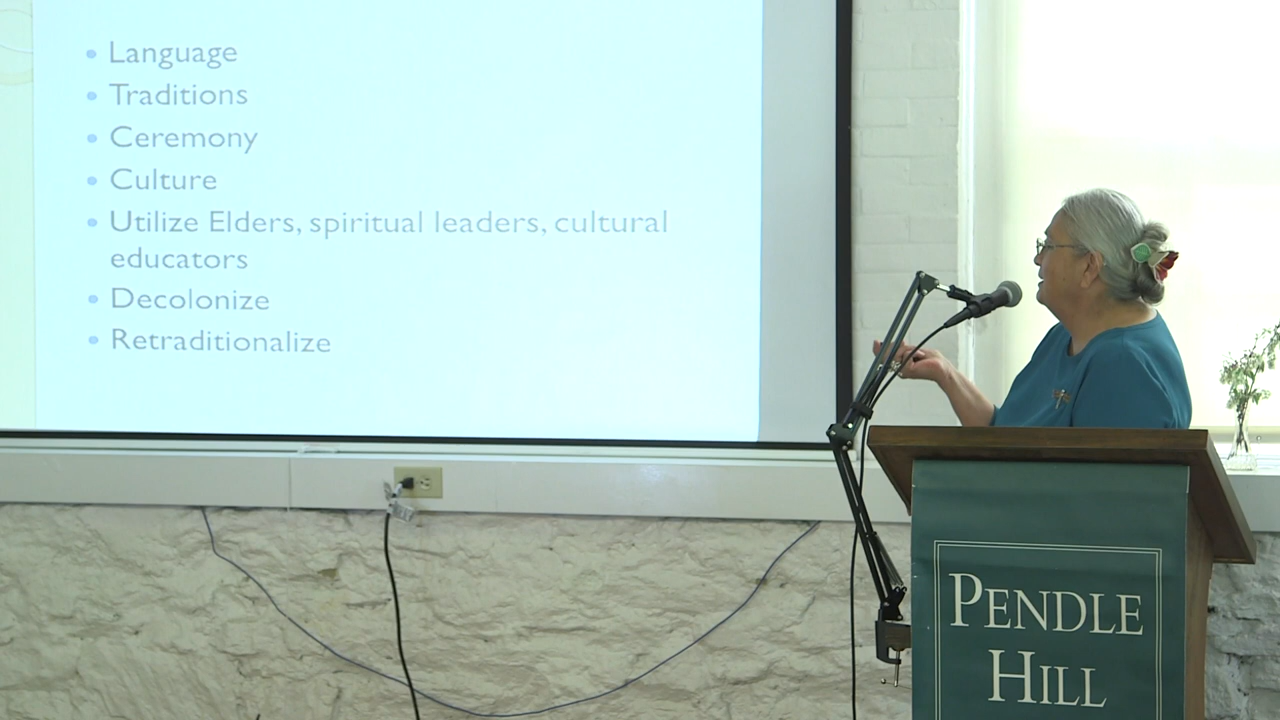 • Language
• Traditions
• Ceremony
• Culture
• Utilize Elders, spiritual leaders, cultural
educators
• Decolonize
• Retraditionalize
PENDLE
HILL